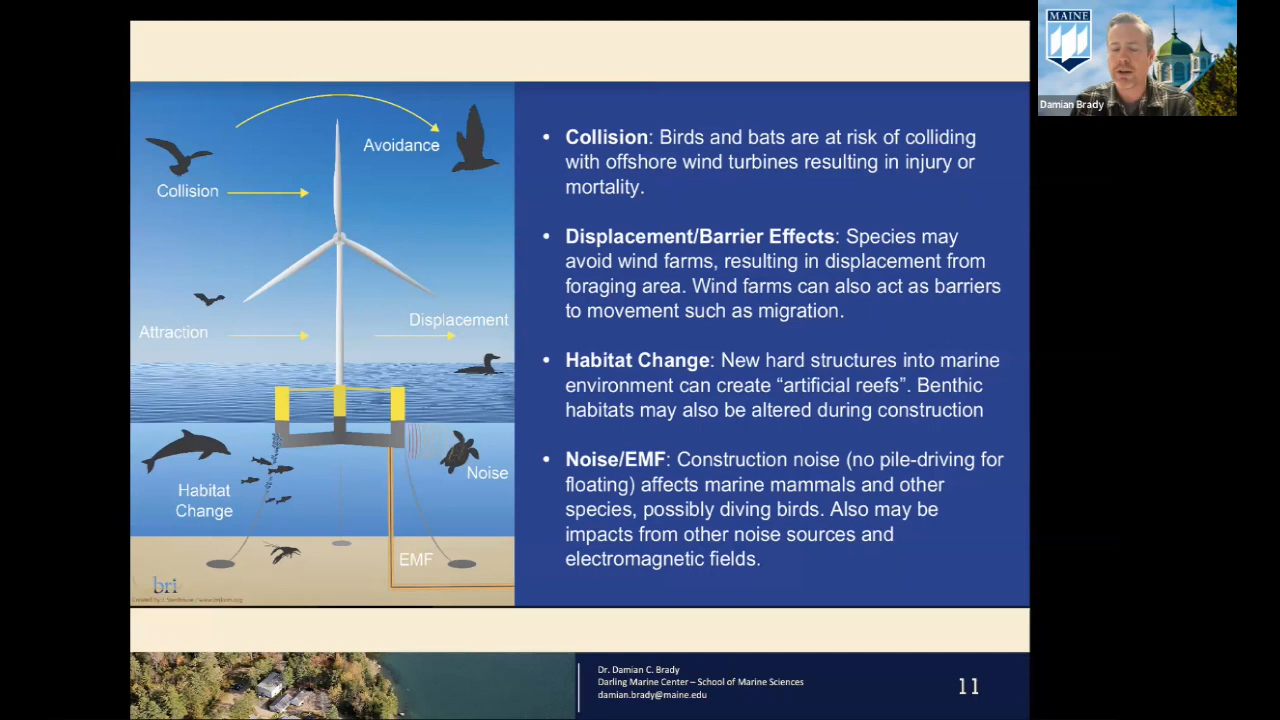 MAINE
Damian Brady
Avoidance
Collision
Attraction
Displacement
Noise
Habitat
Change
EMF
bri
• Collision: Birds and bats are at risk of colliding
with offshore wind turbines resulting in injury or
mortality.
• Displacement/Barrier Effects: Species may
avoid wind farms, resulting in displacement from
foraging area. Wind farms can also act as barriers
to movement such as migration.
• Habitat Change: New hard structures into marine
environment can create “artificial reefs”. Benthic
habitats may also be altered during construction
• Noise/EMF: Construction noise (no pile-driving for
floating) affects marine mammals and other
species, possibly diving birds. Also may be
impacts from other noise sources and
electromagnetic fields.
Dr. Damian C. Brady
Darling Marine Center – School of Marine Sciences
damian.brady@maine.edu
11